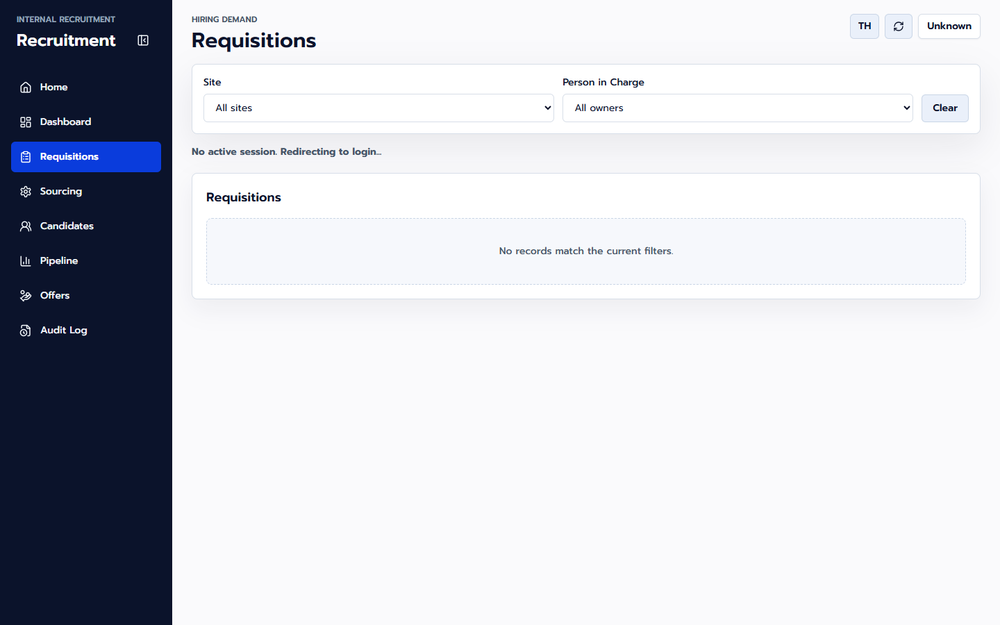 INTERNAL RECRUITMENT
Recruitment
Home
Dashboard
Requisitions
Sourcing
Candidates
Pipeline
Offers
Audit Log
HIRING DEMAND
Requisitions
TH
Unknown
Site
All sites
Person in Charge
All owners
Clear
No active session. Redirecting to login...
Requisitions
No records match the current filters.